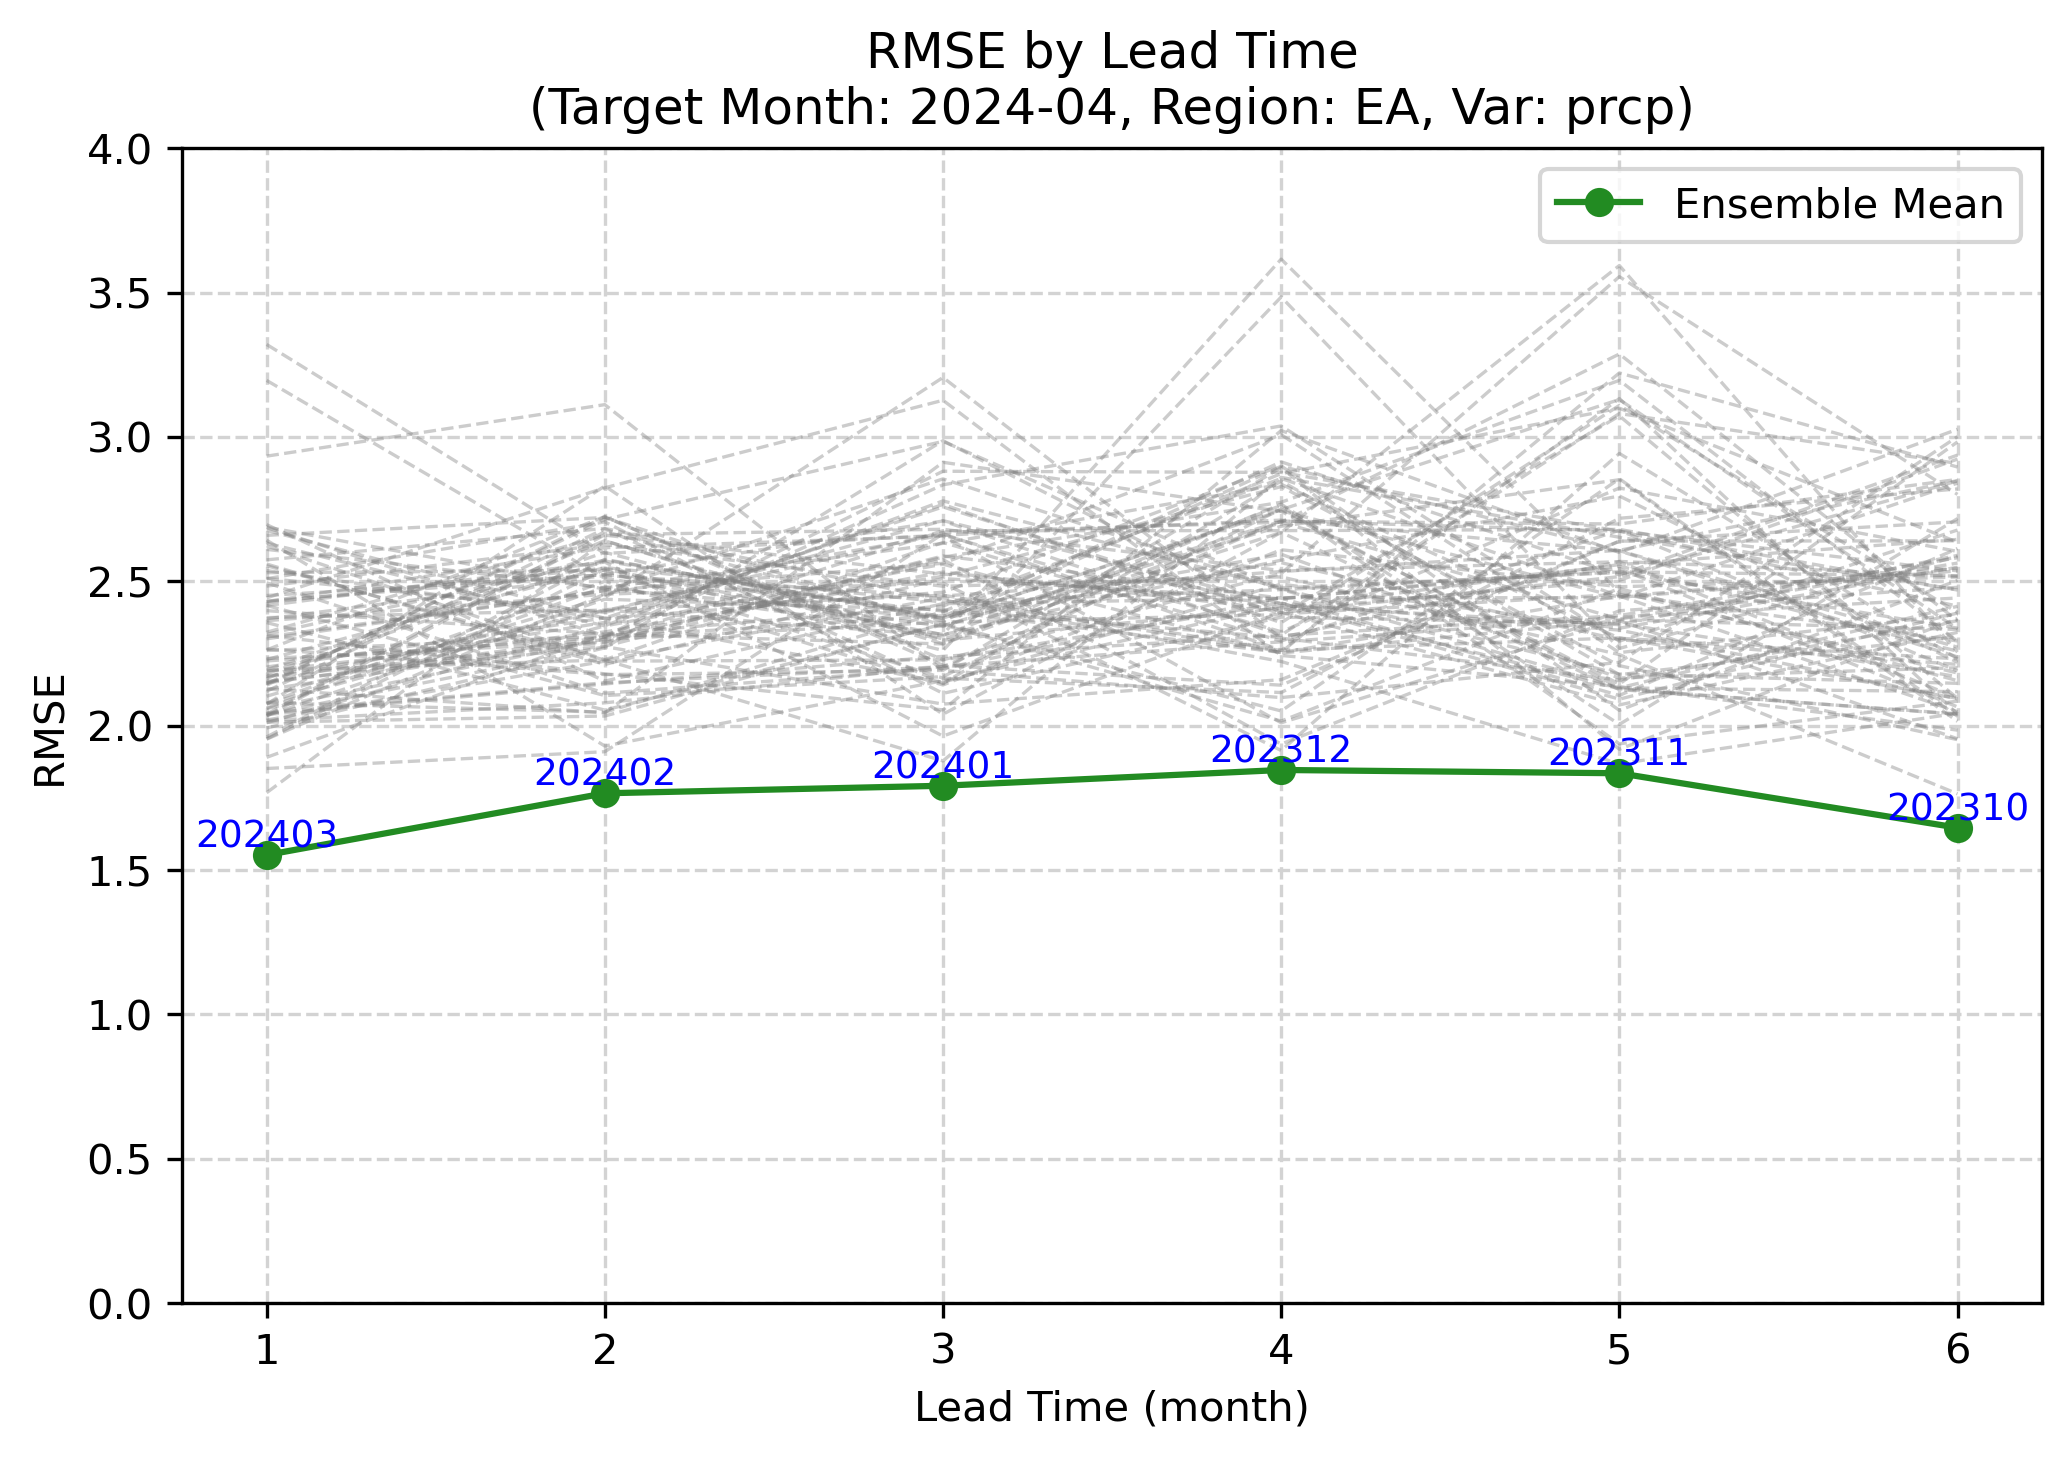 RMSE by Lead Time
(Target Month: 2024-04, Region: EA, Var: prcp)
Ensemble Mean
4.0
3.5
3.0
2.5
2.0
1.5
1.0
0.5
0.0
RMSE
202403
202402
202401
202312
202311
202310
1 2 3 4 5 6
Lead Time (month)